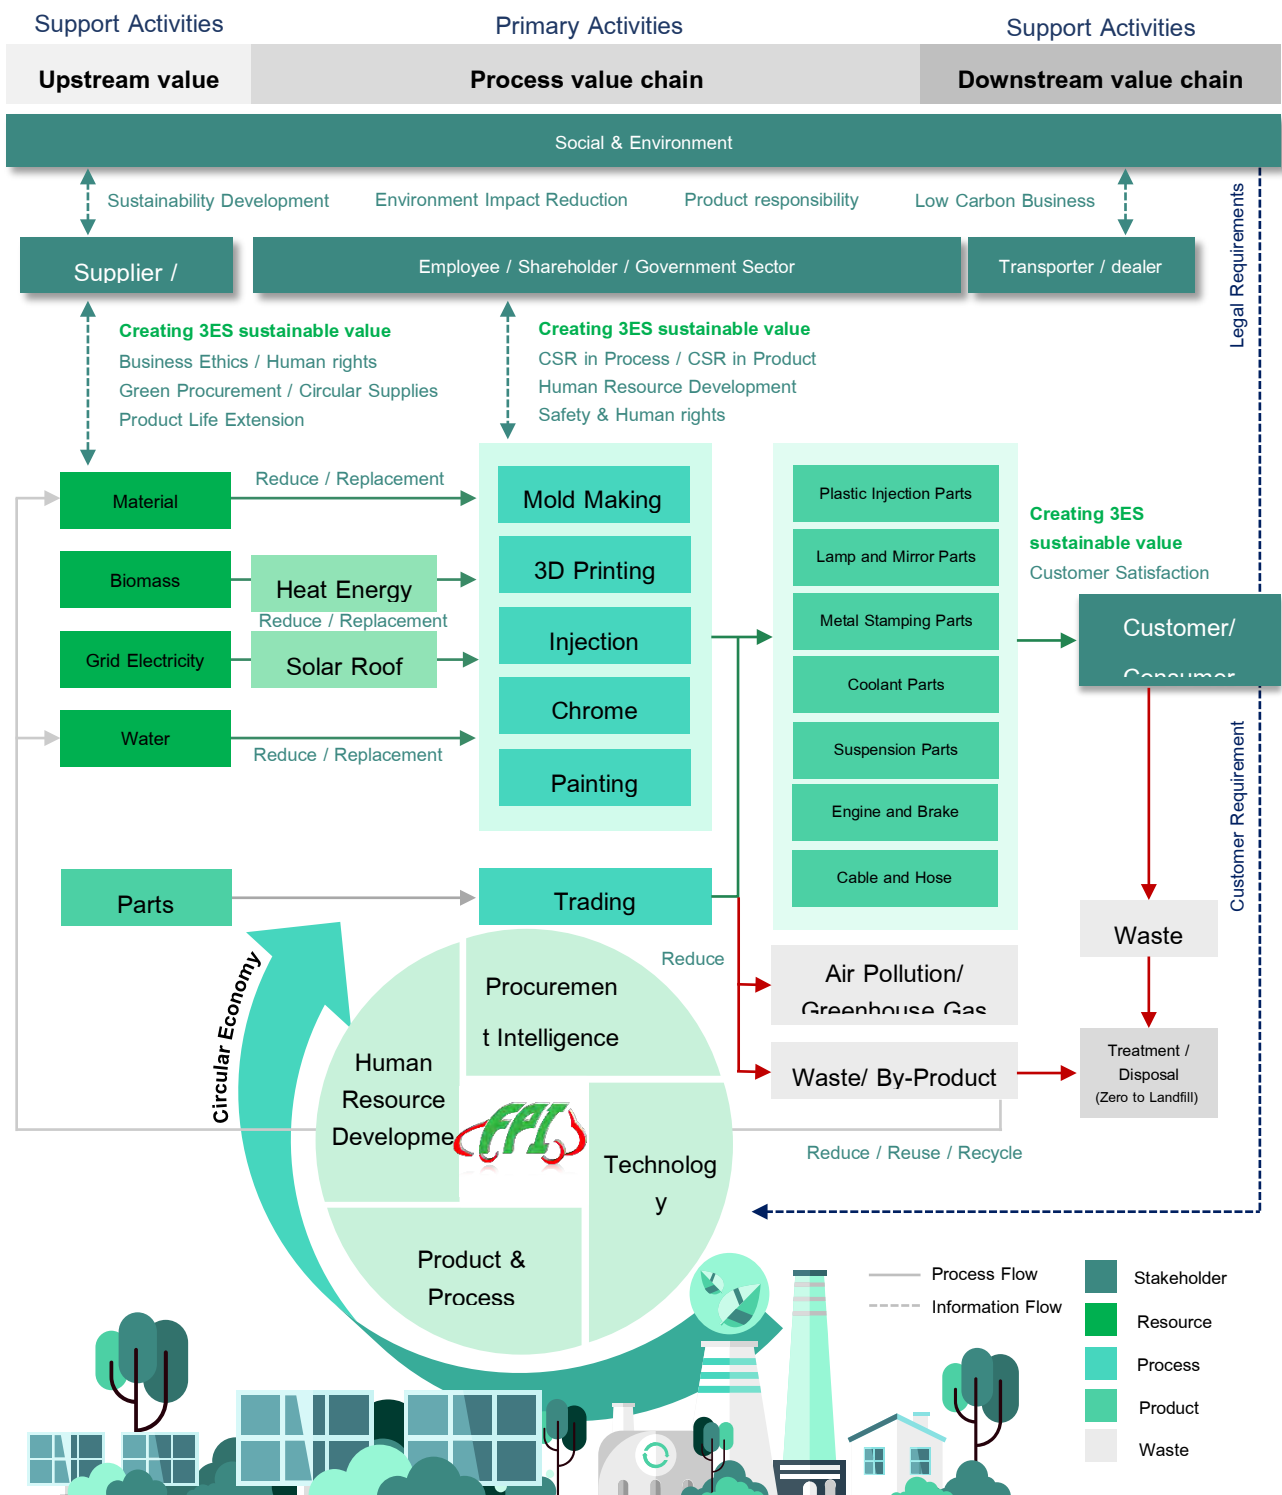 Support Activities
Primary Activities
Support Activities
Upstream value
Process value chain
Downstream value chain
Social & Environment
Sustainability Development
Environment Impact Reduction
Product responsibility
Low Carbon Business
Legal Requirements
Supplier /
Employee / Shareholder / Government Sector
Transporter / dealer
Creating 3ES sustainable value
Business Ethics / Human rights
Green Procurement / Circular Supplies
Product Life Extension
Creating 3ES sustainable value
CSR in Process / CSR in Product
Human Resource Development
Safety & Human rights
Material
Reduce / Replacement
Biomass
Heat Energy
Reduce / Replacement
Grid Electricity
Solar Roof
Water
Reduce / Replacement
Mold Making
3D Printing
Injection
Chrome
Painting
Plastic Injection Parts
Lamp and Mirror Parts
Metal Stamping Parts
Coolant Parts
Suspension Parts
Engine and Brake
Cable and Hose
Creating 3ES
sustainable value
Customer Satisfaction
Customer/
Consumer
Customer Requirement
Parts
Trading
Reduce
Air Pollution/
Greenhouse Gas
Waste/ By-Product
Waste
Treatment /
Disposal
(Zero to Landfill)
Reduce / Reuse / Recycle
Circular Economy
Procuremen
t Intelligence
Human
Resource
Developme
FPI
Technolog
y
Product &
Process
Process Flow
Information Flow
Stakeholder
Resource
Process
Product
Waste